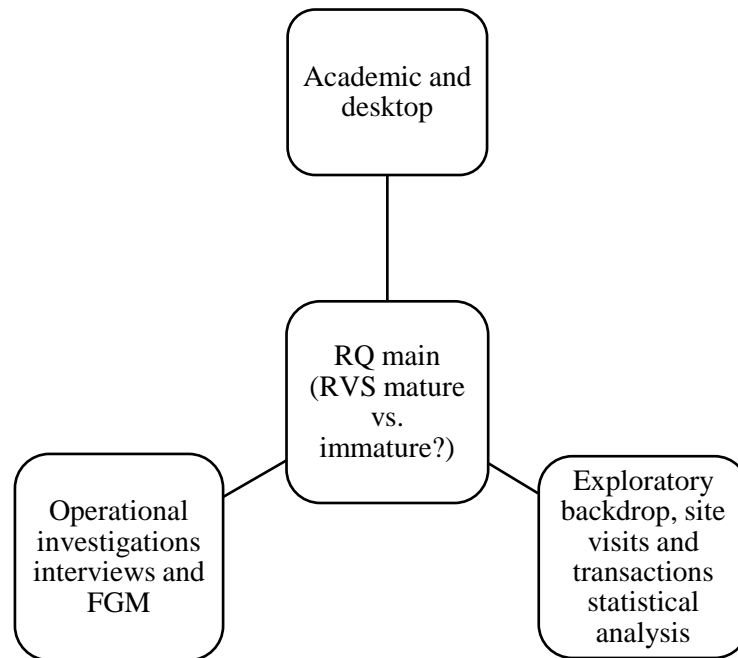 Academic and
desktop
RQ main
(RVS mature
vs.
immature?)
Operational
investigations
interviews and
FGM
Exploratory
backdrop, site
visits and
transactions
statistical
analysis